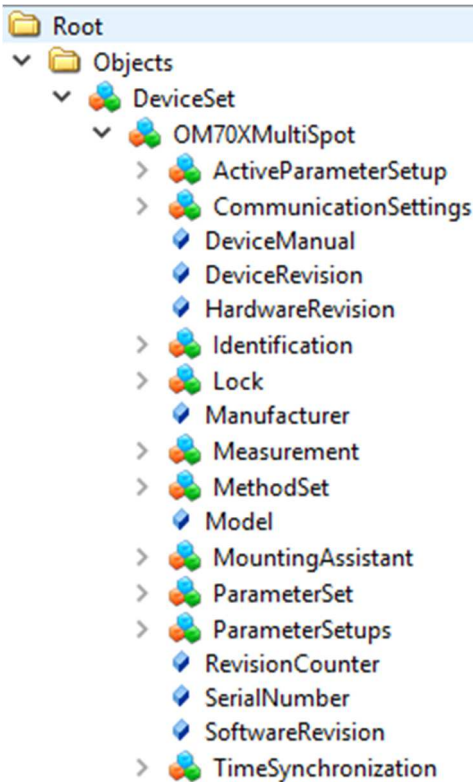 Root
Objects
DeviceSet
OM70XMultiSpot
ActiveParameterSetup
CommunicationSettings
DeviceManual
DeviceRevision
HardwareRevision
Identification
Lock
Manufacturer
Measurement
MethodSet
Model
MountingAssistant
ParameterSet
ParameterSetups
RevisionCounter
SerialNumber
SoftwareRevision
TimeSynchronization